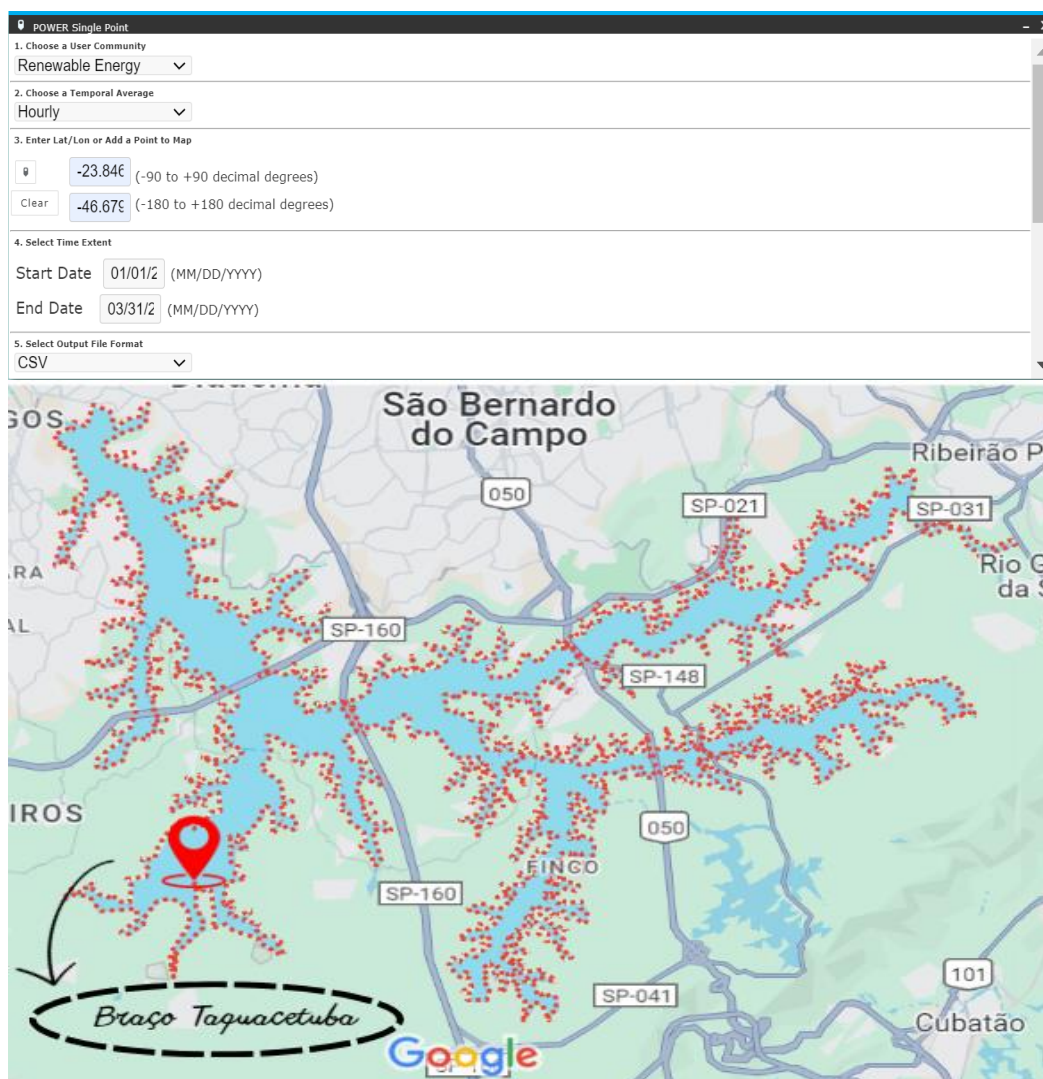 POWER Single Point
1. Choose a User Community
Renewable Energy
2. Choose a Temporal Average
Hourly
3. Enter Lat/Lon or Add a Point to Map
-23.846 (-90 to +90 decimal degrees)
Clear -46.679 (-180 to +180 decimal degrees)
4. Select Time Extent
Start Date 01/01/2 (MM/DD/YYYY)
End Date 03/31/2 (MM/DD/YYYY)
5. Select Output File Format
CSV
São Bernardo
do Campo
GOS
Ribeirão P
050
SP-021
SP-031
Rio G
da S
RA
AL
SP-160
SP-148
IROS
050
FINCO
SP-160
101
SP-041
Braço Taquacetuba
Cubatão
Google